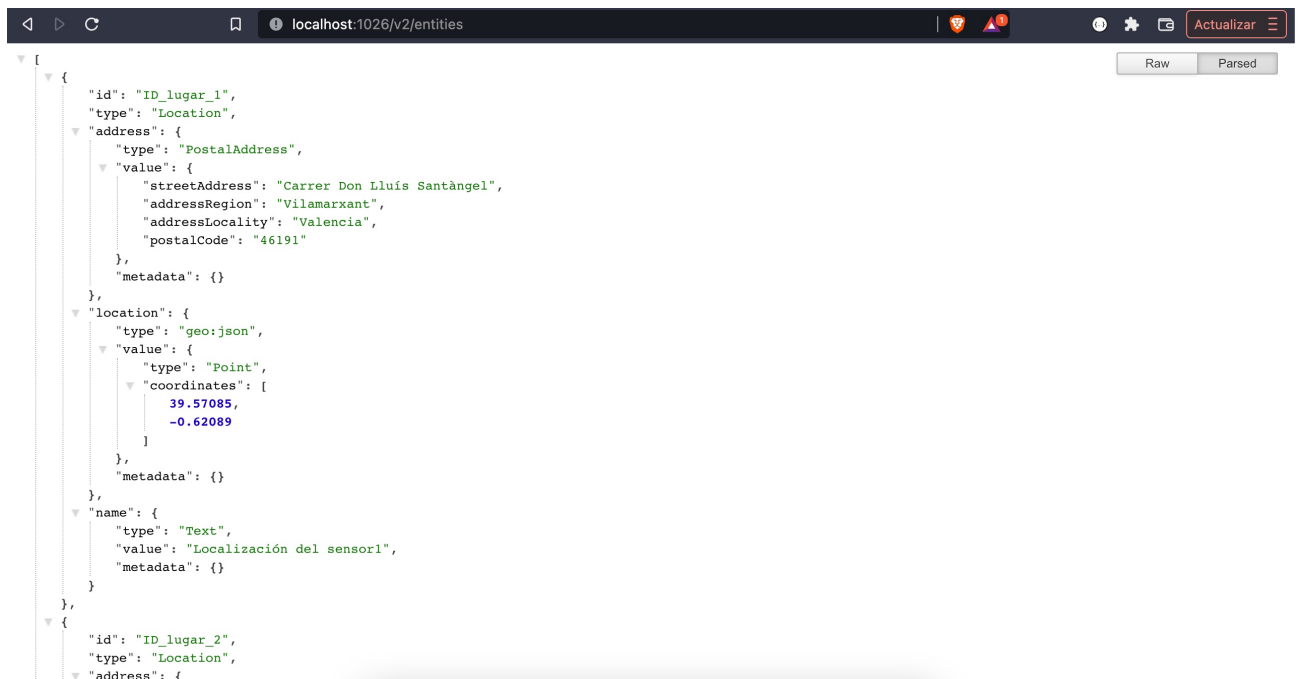 localhost:1026/v2/entities
1
Actualizar
Raw
Parsed
[
{
"id": "ID_lugar_1",
"type": "Location",
"address": {
"type": "PostalAddress",
"value": {
"streetAddress": "Carrer Don Lluís Santàngel",
"addressRegion": "Vilamarxant",
"addressLocality": "Valencia",
"postalCode": "46191"
},
"metadata": {}
},
"location": {
"type": "geo:json",
"value": {
"type": "Point",
"coordinates": [
39.57085,
-0.62089
]
},
"metadata": {}
},
"name": {
"type": "Text",
"value": "Localización del sensor1",
"metadata": {}
}
},
{
"id": "ID_lugar_2",
"type": "Location",
"address": {